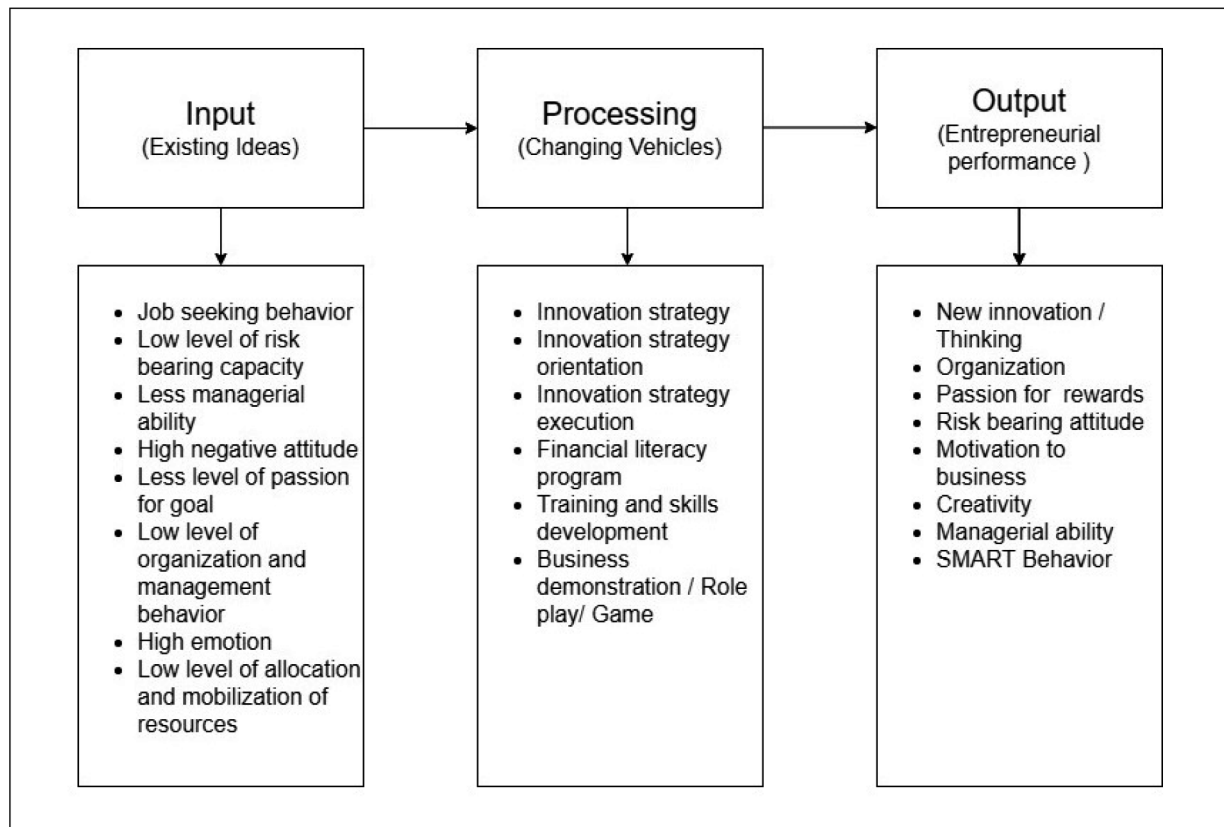 Input
(Existing Ideas)
Processing
(Changing Vehicles)
Output
(Entrepreneurial
performance )
• Job seeking behavior
• Low level of risk
bearing capacity
• Less managerial
ability
• High negative attitude
• Less level of passion
for goal
• Low level of
organization and
management
behavior
• High emotion
• Low level of allocation
and mobilization of
resources
• Innovation strategy
• Innovation strategy
orientation
• Innovation strategy
execution
• Financial literacy
program
• Training and skills
development
• Business
demonstration / Role
play/ Game
• New innovation /
Thinking
• Organization
• Passion for rewards
• Risk bearing attitude
• Motivation to
business
• Creativity
• Managerial ability
• SMART Behavior